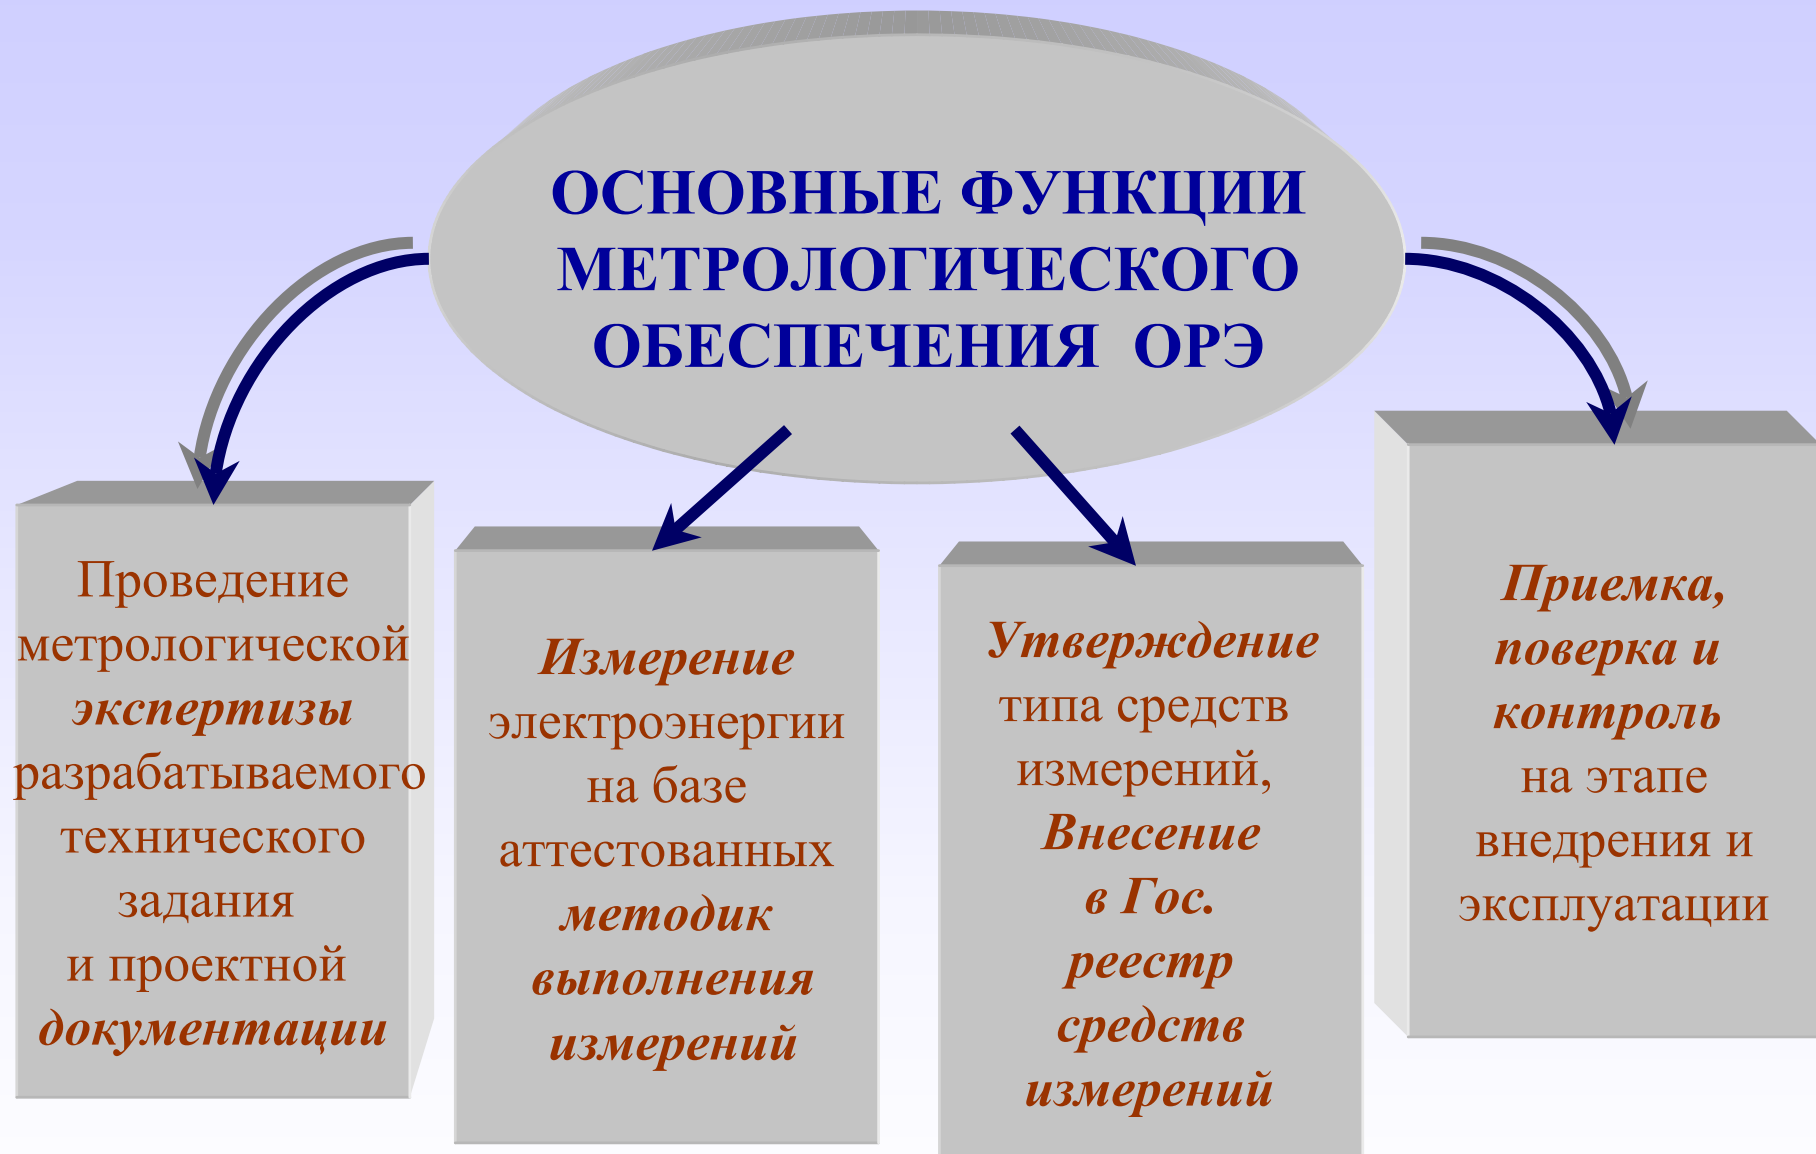 ОСНОВНЫЕ ФУНКЦИИ
МЕТРОЛОГИЧЕСКОГО
ОБЕСПЕЧЕНИЯ ОРЭ
Проведение
метрологической
экспертизы
разрабатываемого
технического
задания
и проектной
документации
Измерение
электроэнергии
на базе
аттестованных
методик
выполнения
измерений
Утверждение
типа средств
измерений,
Внесение
в Гос.
реестр
средств
измерений
Приемка,
поверка и
контроль
на этапе
внедрения и
эксплуатации